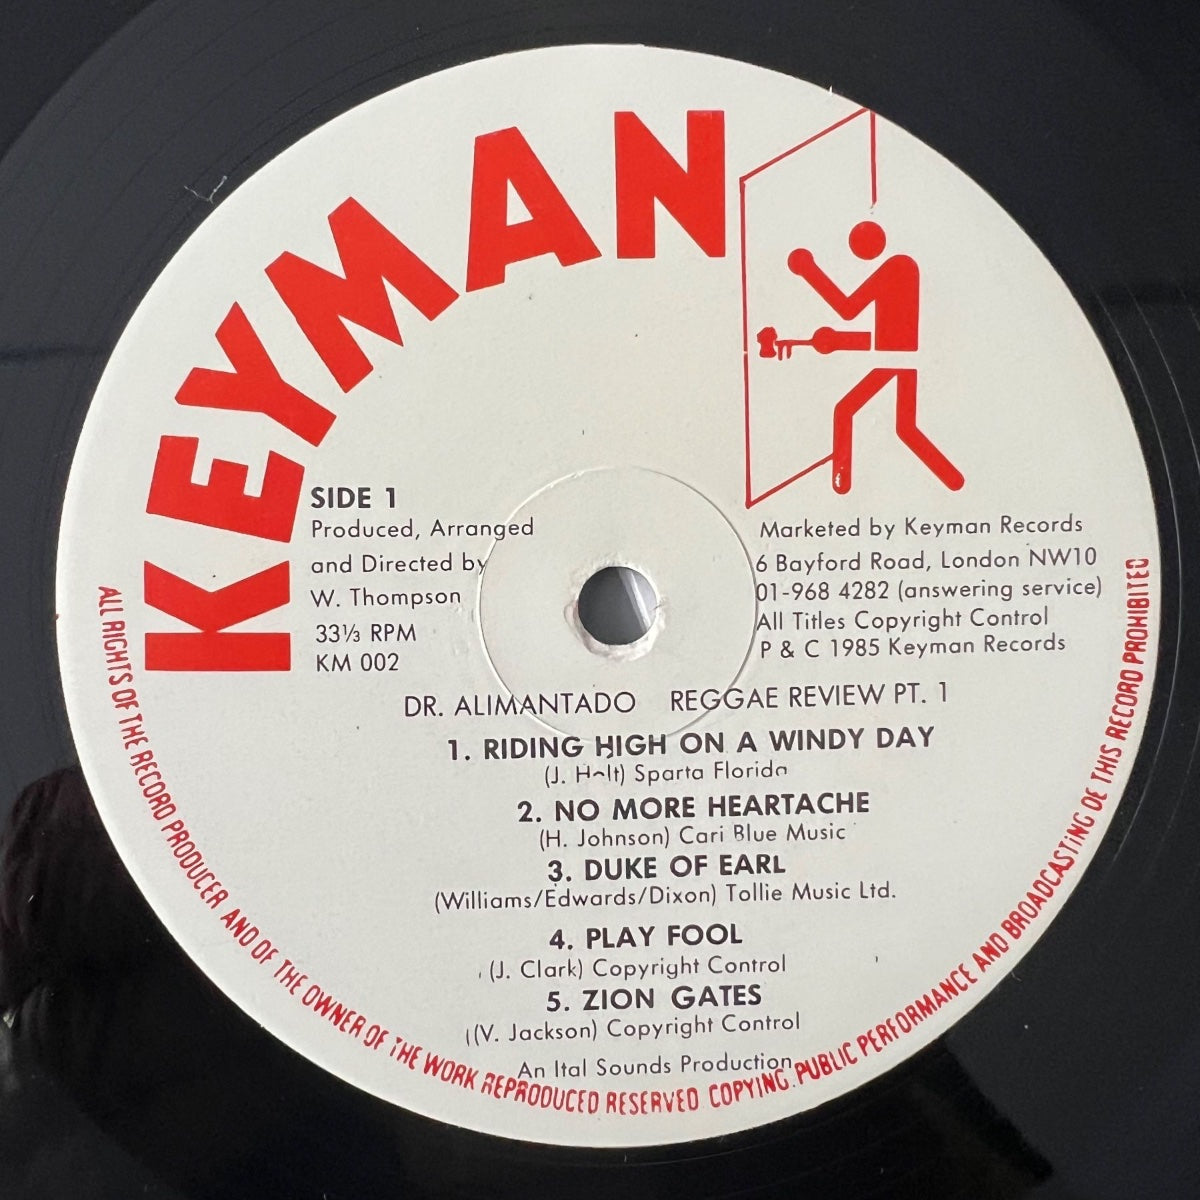 KEYMAN
SIDE 1
Produced, Arranged
and Directed by
W. Thompson
33⅓ RPM
KM 002
Marketed by Keyman Records
6 Bayford Road, London NW10
01-968 4282 (answering service)
All Titles Copyright Control
P & C 1985 Keyman Records
DR. ALIMANTADO REGGAE REVIEW PT. 1
1. RIDING HIGH ON A WINDY DAY
(J. Holt) Sparta Florida
2. NO MORE HEARTACHE
(H. Johnson) Cari Blue Music
3. DUKE OF EARL
(Williams/Edwards/Dixon) Tollie Music Ltd.
4. PLAY FOOL
(J. Clark) Copyright Control
5. ZION GATES
(V. Jackson) Copyright Control
An Ital Sounds Production
ALL RIGHTS OF THE RECORD PRODUCER AND OF THE OWNER OF THE WORK REPRODUCED RESERVED COPYING. PUBLIC PERFORMANCE AND BROADCASTING OE THIS RECORD PROHIBITED